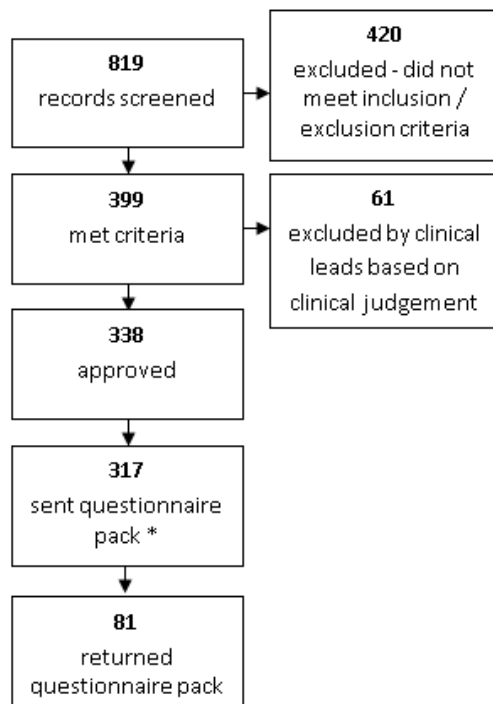 819
records screened
420
excluded - did not
meet inclusion /
exclusion criteria
399
met criteria
61
excluded by clinical
leads based on
clinical judgement
338
approved
317
sent questionnaire
pack *
81
returned
questionnaire pack